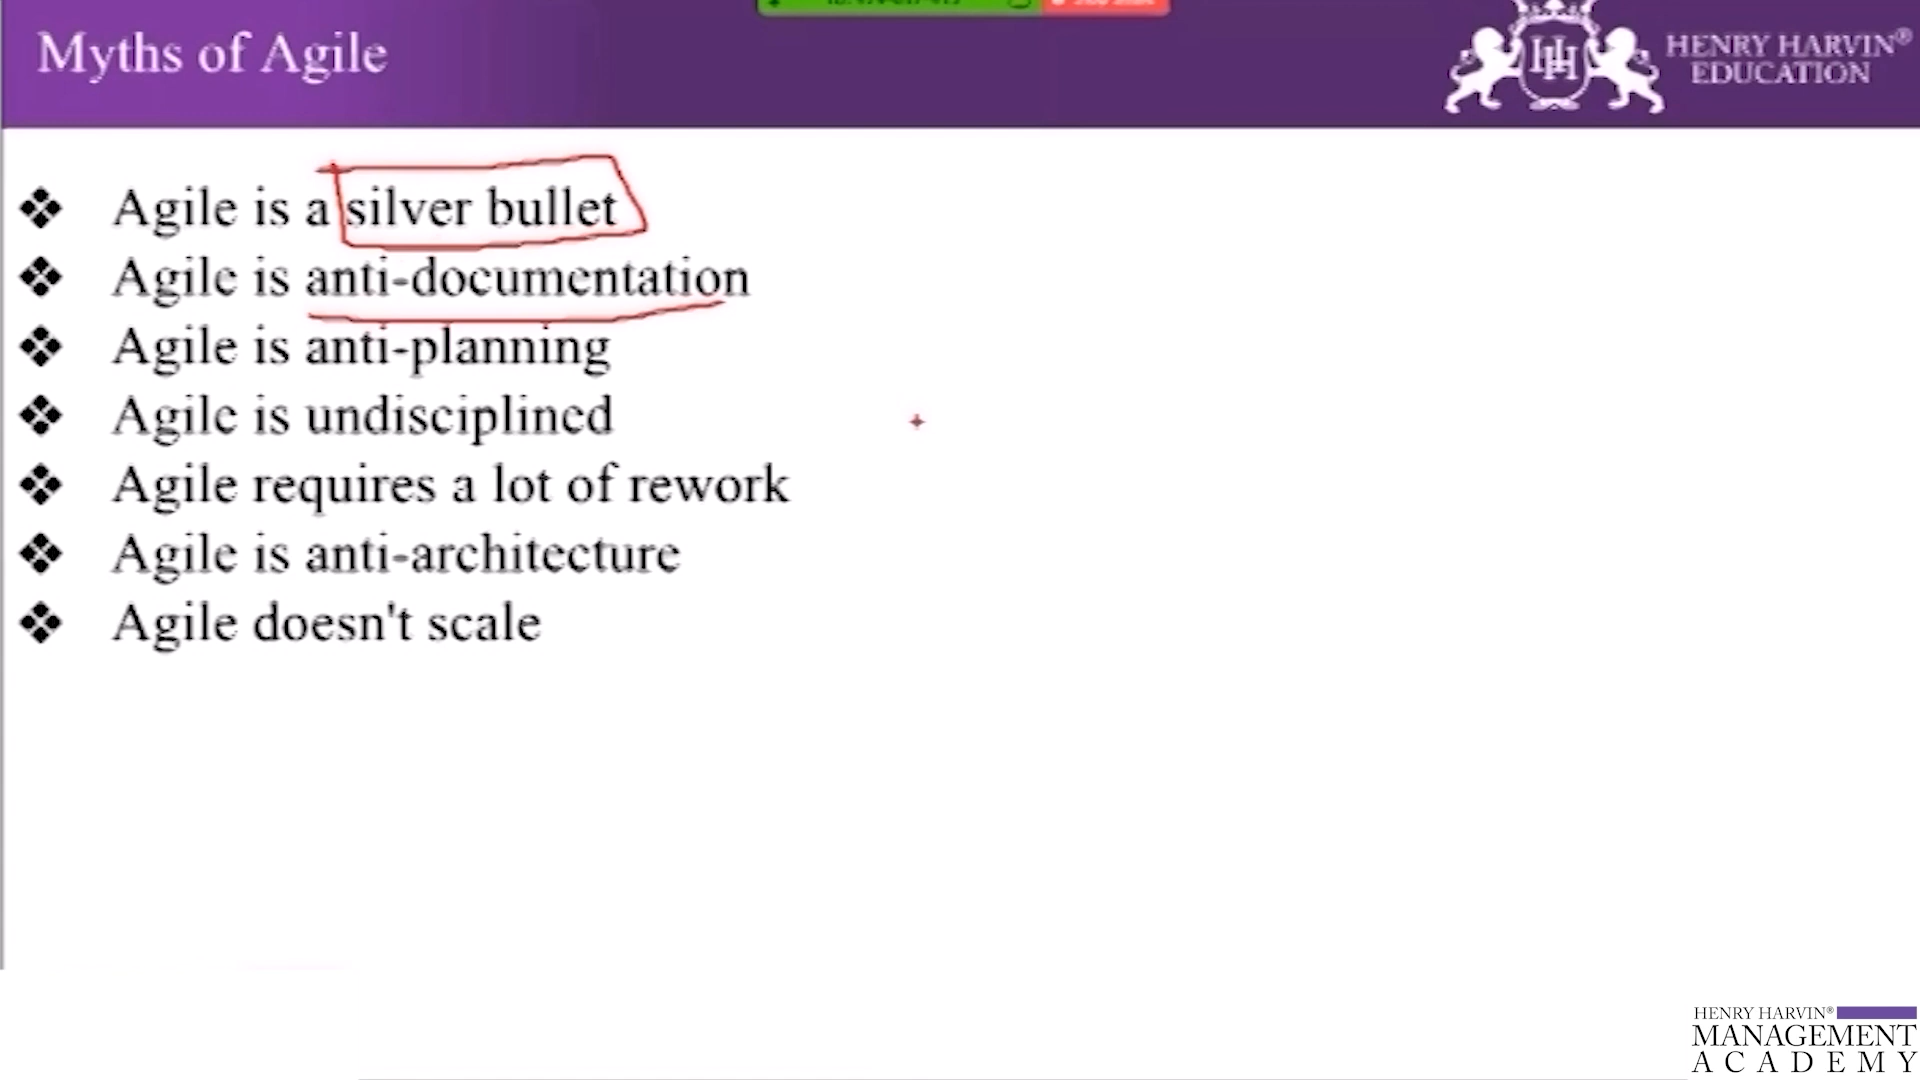 Myths of Agile
HENRY HARVIN®
EDUCATION
Agile is a silver bullet
Agile is anti-documentation
Agile is anti-planning
Agile is undisciplined
Agile requires a lot of rework
Agile is anti-architecture
Agile doesn't scale
HENRY HARVIN®
MANAGEMENT
ACADEMY